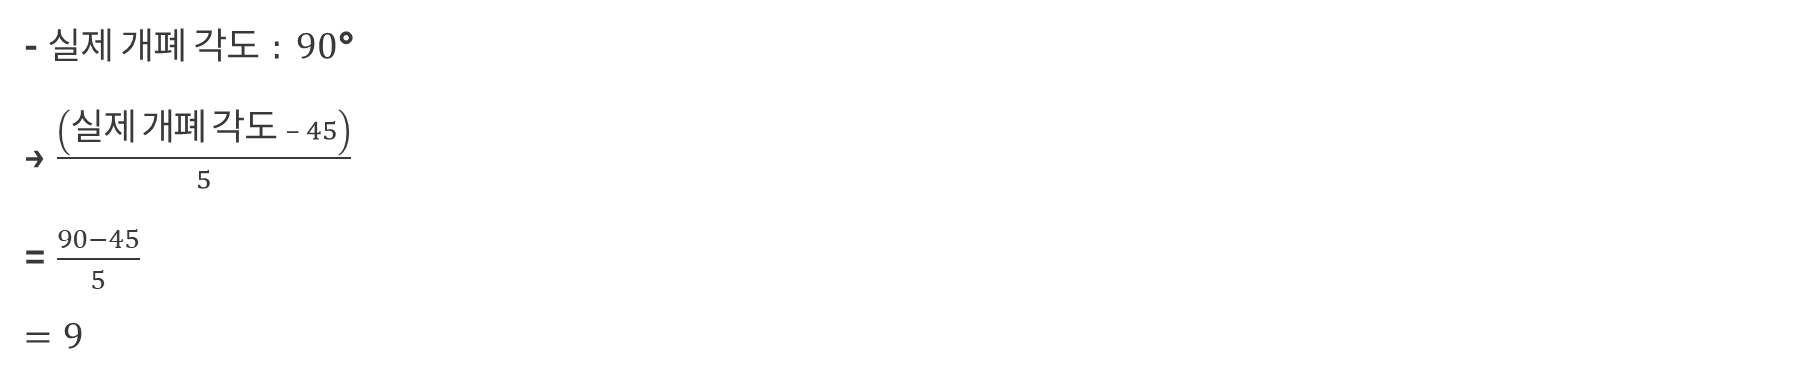 - 실제 개폐 각도 : 90°
→ (실제 개폐 각도 – 45) / 5
= 90−45 / 5
= 9